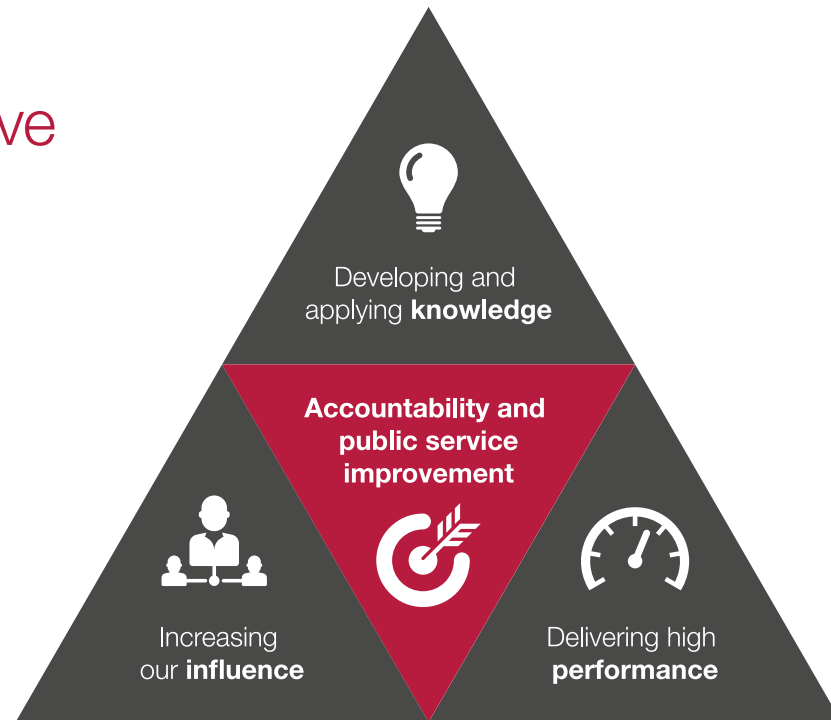 ve
Developing and
applying knowledge
Accountability and
public service
improvement
Increasing
our influence
Delivering high
performance